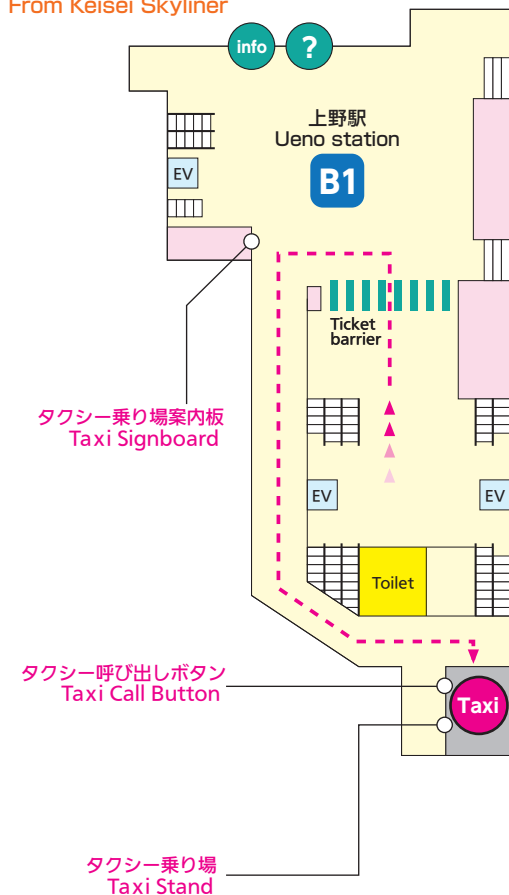 From Keisei Skyliner
info
?
上野駅
Ueno station
B1
EV
Ticket
barrier
タクシー乗り場案内板
Taxi Signboard
EV
EV
Toilet
タクシー呼び出しボタン
Taxi Call Button
Taxi
タクシー乗り場
Taxi Stand